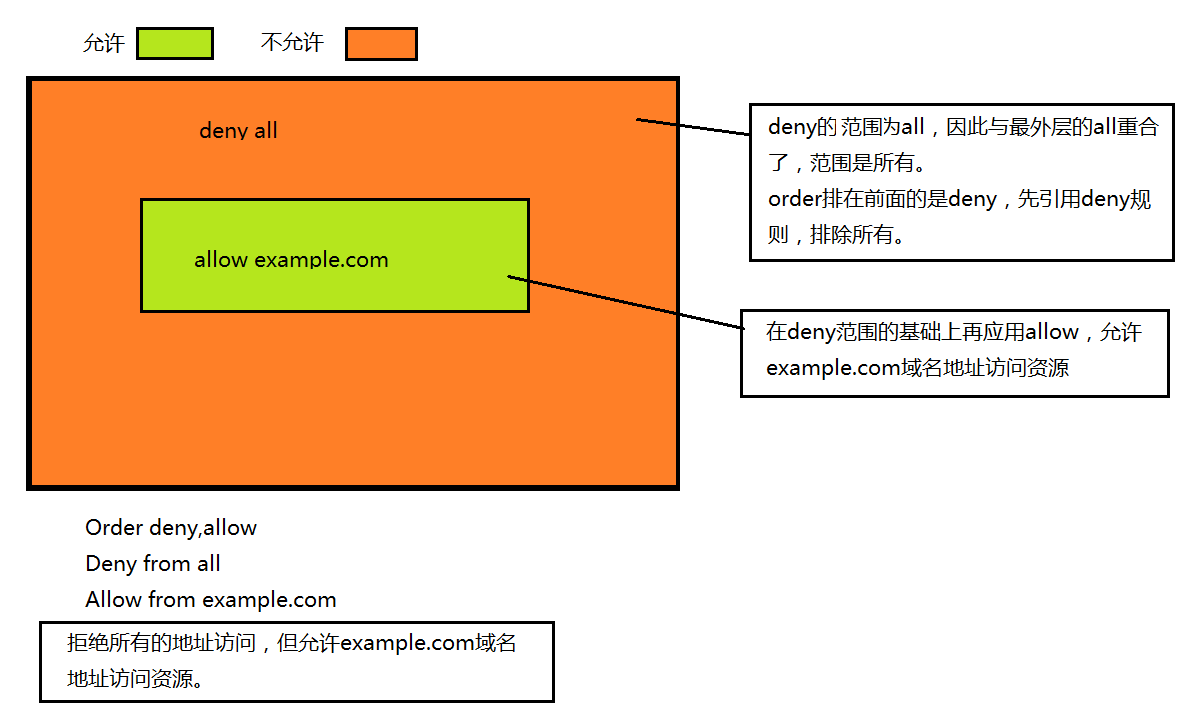 允许
不允许
deny all
deny的范围为all，因此与最外层的all重合
了，范围是所有。
order排在前面的是deny，先引用deny规
则，排除所有。
allow example.com
在deny范围的基础上再应用allow，允许
example.com域名地址访问资源
Order deny,allow
Deny from all
Allow from example.com
拒绝所有的地址访问，但允许example.com域名
地址访问资源。